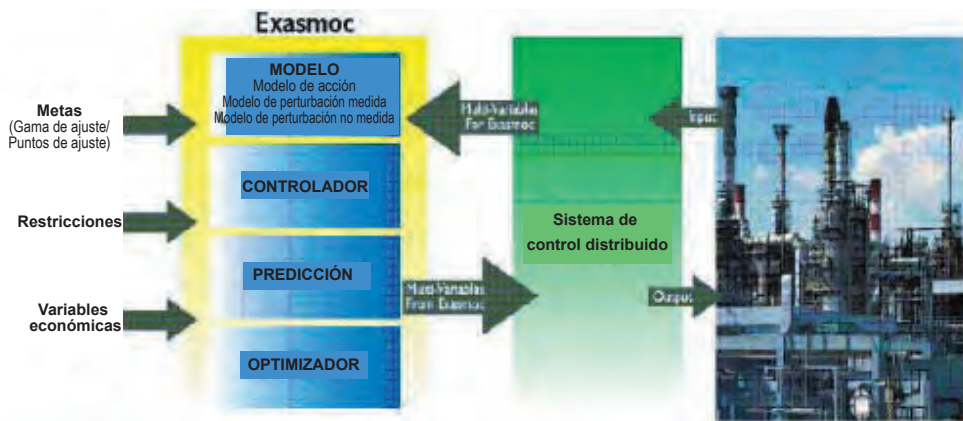 Exasmoc
MODELO
Modelo de acción
Modelo de perturbación medida
Modelo de perturbación no medida
Metas
(Gama de ajuste/
Puntos de ajuste)
CONTROLADOR
Restricciones
PREDICCIÓN
Variables
económicas
OPTIMIZADOR
Multi-Variables
For Exasmoc
Multi-Variables
From Exasmoc
Sistema de
control distribuido
Input
Output